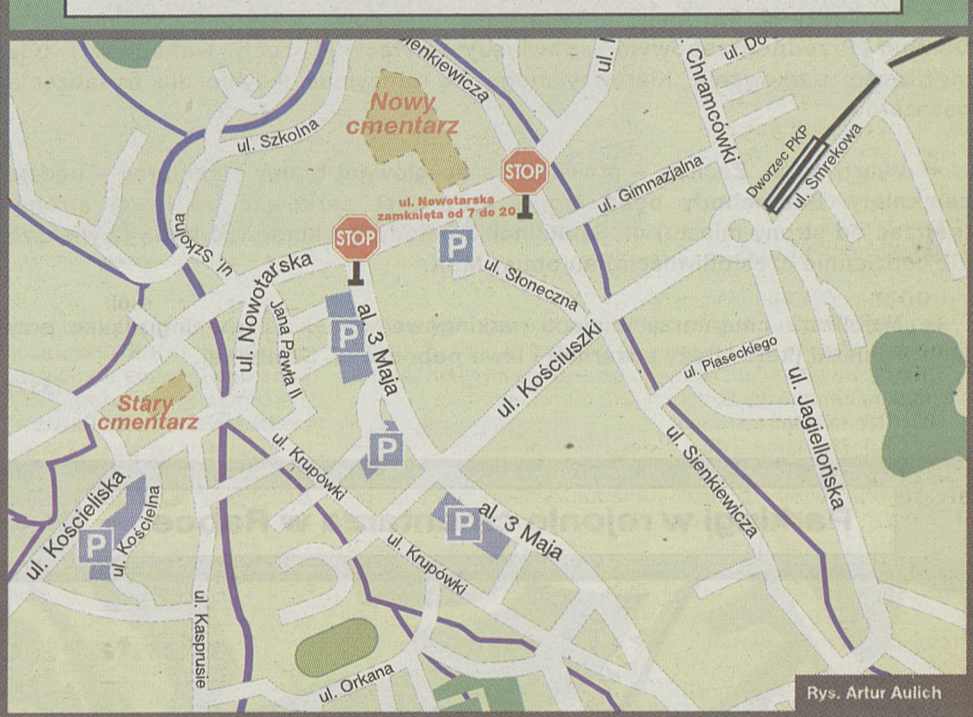 ul. Do
ul.
Sienkiewicza
Chramcówki
Nowy
cmentarz
ul. Szkolna
STOP
ul. Gimnazjalna
Dworzec PKP
ul. Smrekowa
ul. Nowotarska
zamknięta od 7 do 20
STOP
P
ul. Szkolna
ul. Słoneczna
ul. Nowotarska
Jana Pawła II
P
al. 3 Maja
ul. Kościuszki
ul. Piaseckiego
ul. Jagiellońska
Stary
cmentarz
ul. Krupówki
P
ul. Sienkiewicza
ul. Kościeliska
ul. Kościelna
P
P
al. 3 Maja
ul. Krupówki
ul. Kasprusie
ul. Orkana
Rys. Artur Aulich